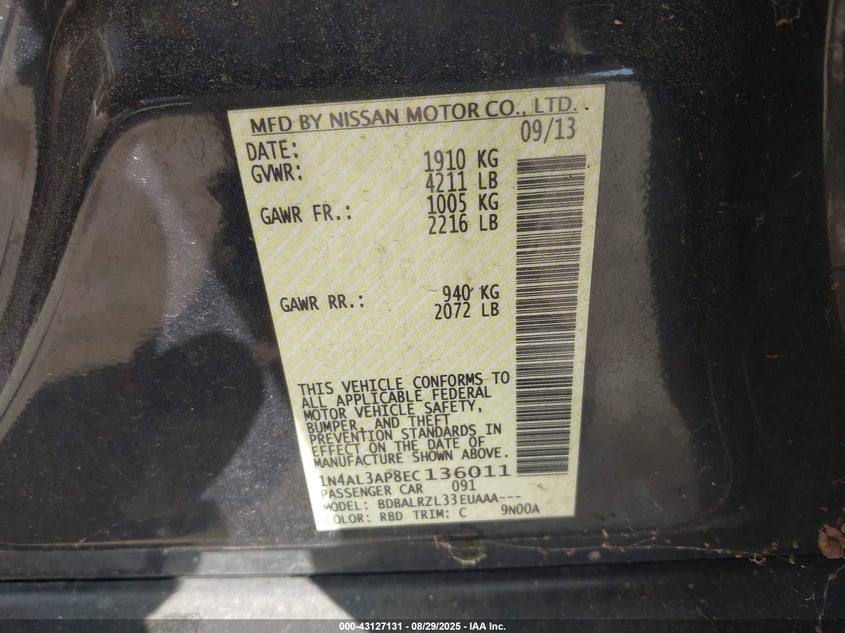 MFD BY NISSAN MOTOR CO., LTD.
DATE: 09/13
GVWR: 1910 KG
4211 LB
GAWR FR.: 1005 KG
2216 LB
GAWR RR.: 940 KG
2072 LB
THIS VEHICLE CONFORMS TO
ALL APPLICABLE FEDERAL
MOTOR VEHICLE SAFETY,
BUMPER, AND THEFT
PREVENTION STANDARDS IN
EFFECT ON THE DATE OF
MANUFACTURE SHOWN ABOVE.
1N4AL3AP8EC136011
PASSENGER CAR 091
MODEL: BDBALRZL33EUAAA---
COLOR: RBD TRIM: C 9N00A
000-43127131 - 08/29/2025 - IAA Inc.